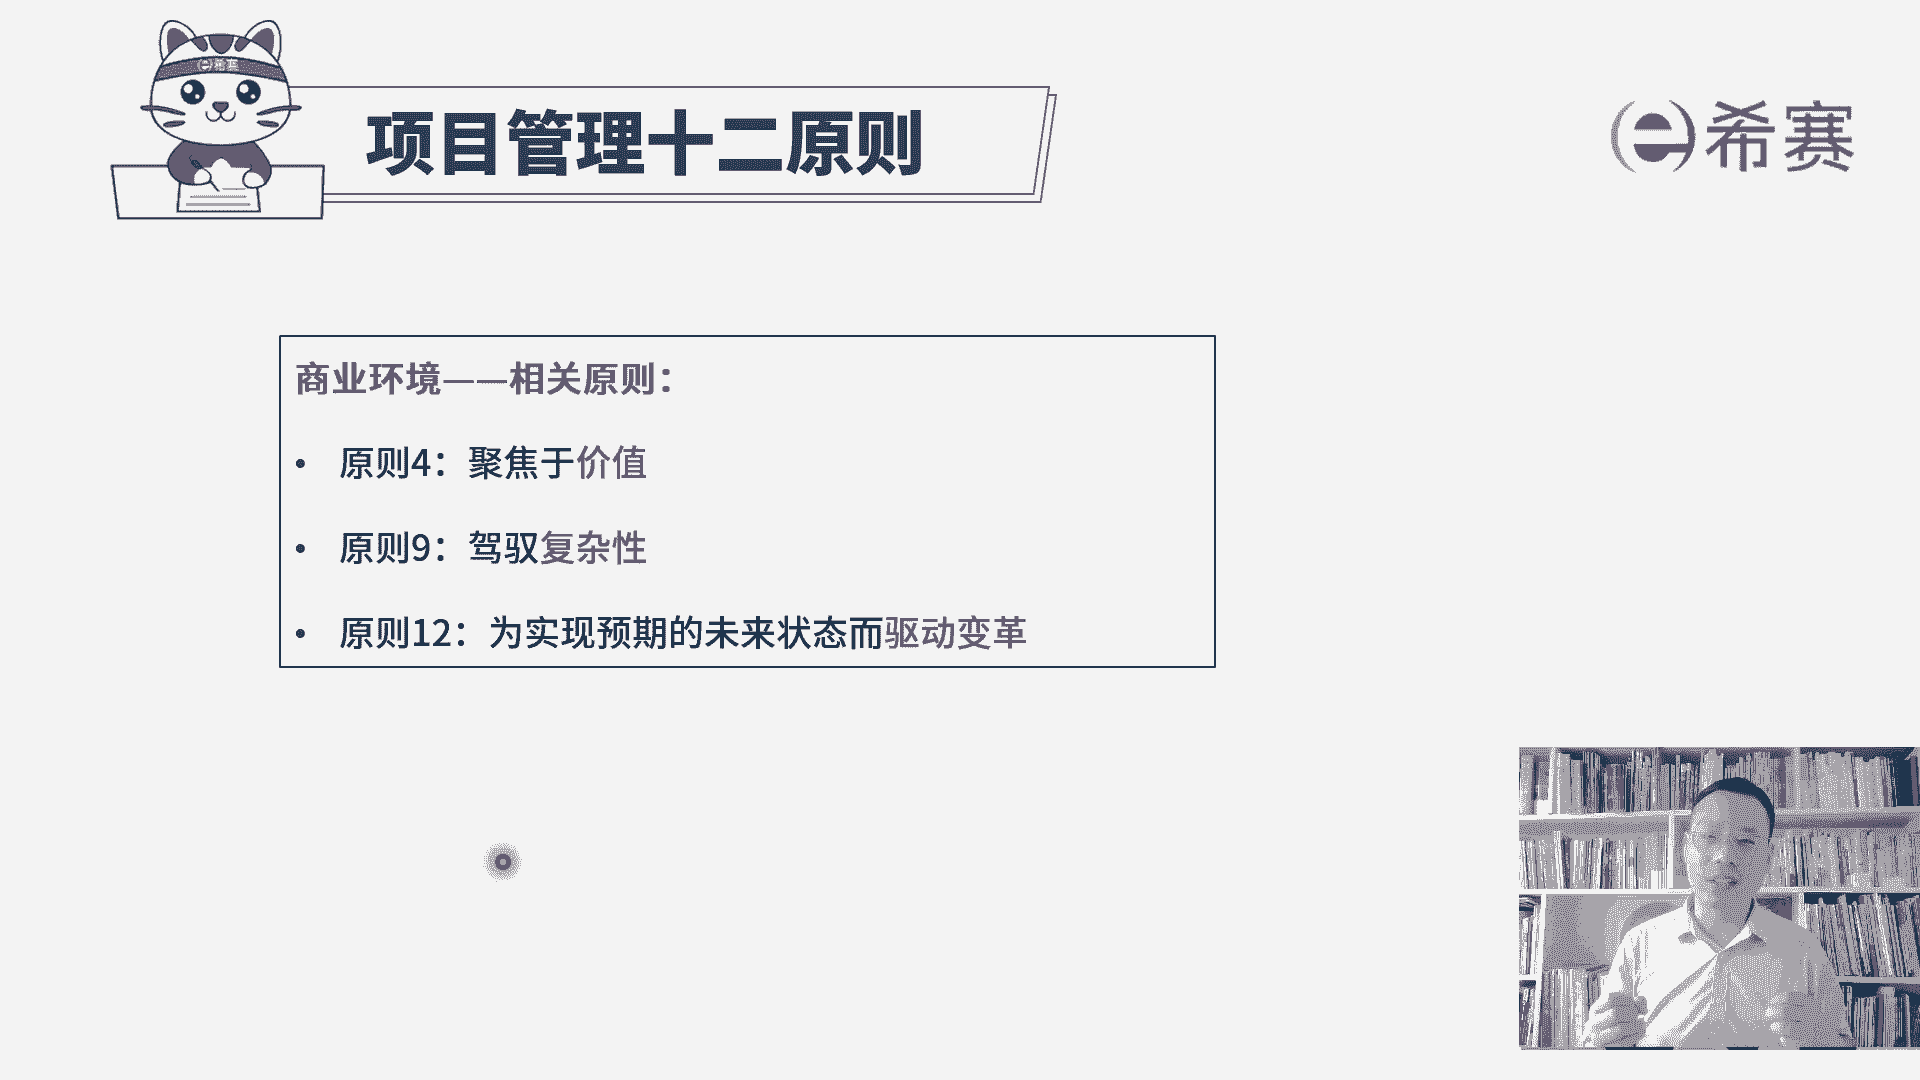 希赛
项目管理十二原则
希赛
商业环境——相关原则：
• 原则4：聚焦于价值
• 原则9：驾驭复杂性
• 原则12：为实现预期的未来状态而驱动变革